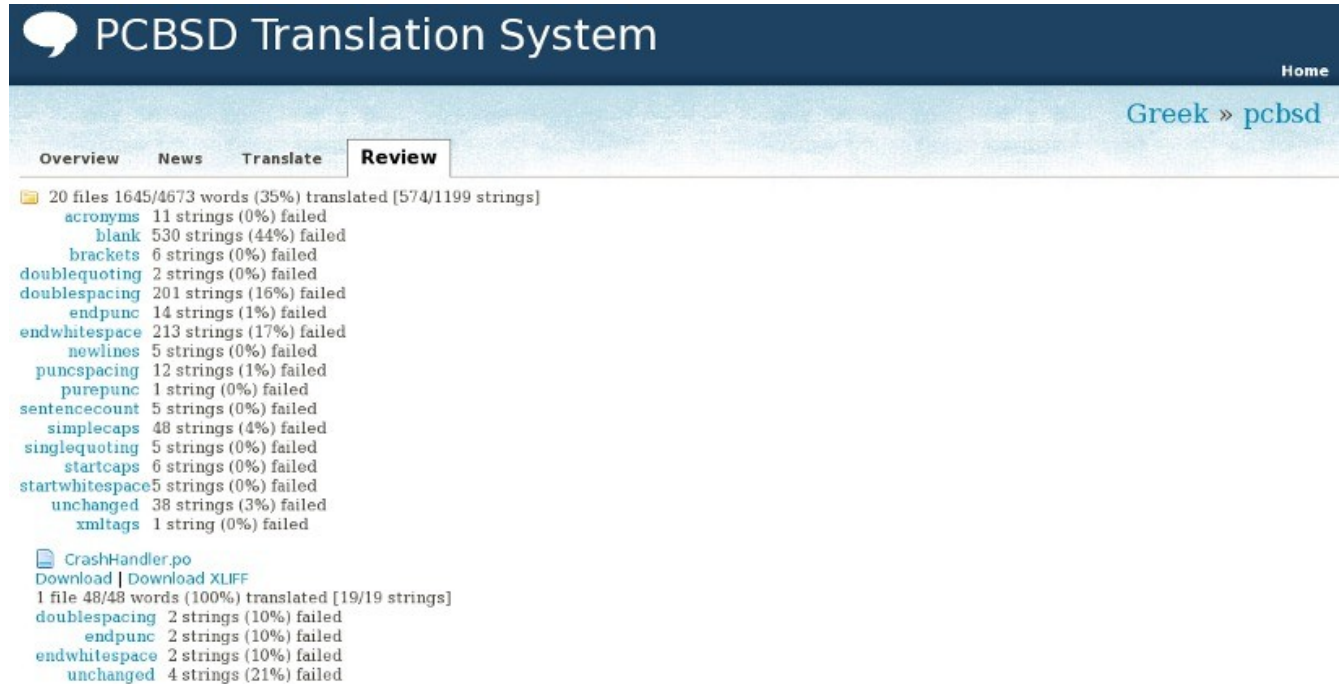 PCBSD Translation System
Home
Greek » pcbsd
Overview News Translate Review
20 files 1645/4673 words (35%) translated [574/1199 strings]
acronyms 11 strings (0%) failed
blank 530 strings (44%) failed
brackets 6 strings (0%) failed
doublequoting 2 strings (0%) failed
doublespacing 201 strings (16%) failed
endpunc 14 strings (1%) failed
endwhitespace 213 strings (17%) failed
newlines 5 strings (0%) failed
puncspacing 12 strings (1%) failed
purepunc 1 string (0%) failed
sentencecount 5 strings (0%) failed
simplecaps 48 strings (4%) failed
singlequoting 5 strings (0%) failed
startcaps 6 strings (0%) failed
startwhitespace5 strings (0%) failed
unchanged 38 strings (3%) failed
xmltags 1 string (0%) failed
CrashHandler.po
Download | Download XLIFF
1 file 48/48 words (100%) translated [19/19 strings]
doublespacing 2 strings (10%) failed
endpunc 2 strings (10%) failed
endwhitespace 2 strings (10%) failed
unchanged 4 strings (21%) failed